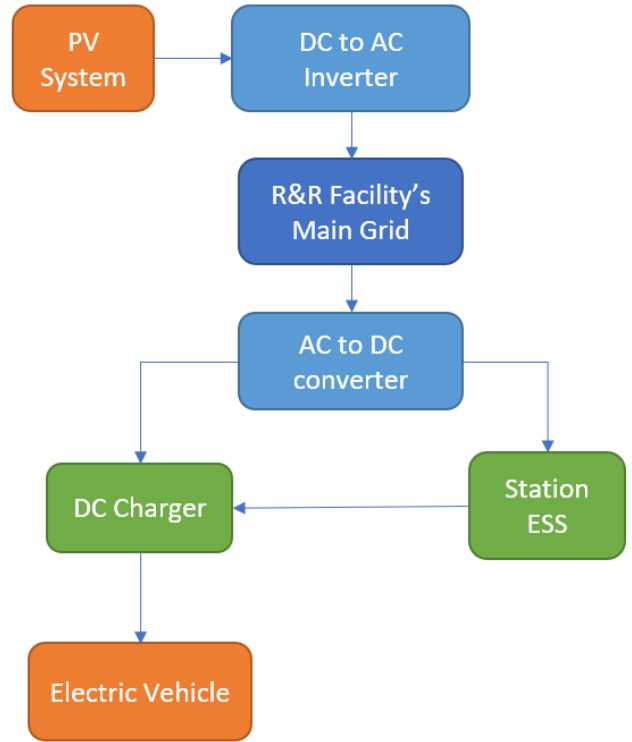 PV
System
DC to AC
Inverter
R&R Facility’s
Main Grid
AC to DC
converter
DC Charger
Station
ESS
Electric Vehicle